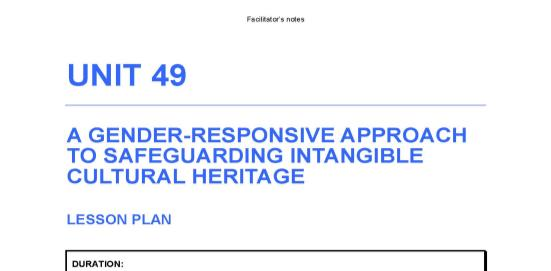 Facilitator's notes
UNIT 49
A GENDER-RESPONSIVE APPROACH
TO SAFEGUARDING INTANGIBLE
CULTURAL HERITAGE
LESSON PLAN
DURATION: